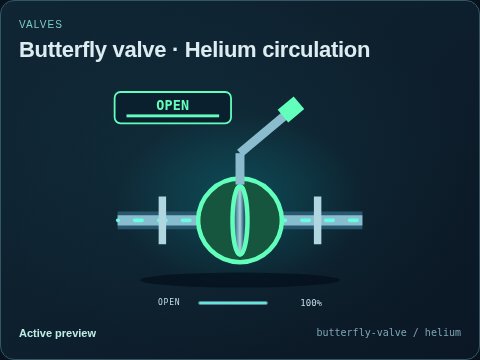 VALVES
Butterfly valve · Helium circulation
OPEN
OPEN 100%
Active preview butterfly-valve / helium